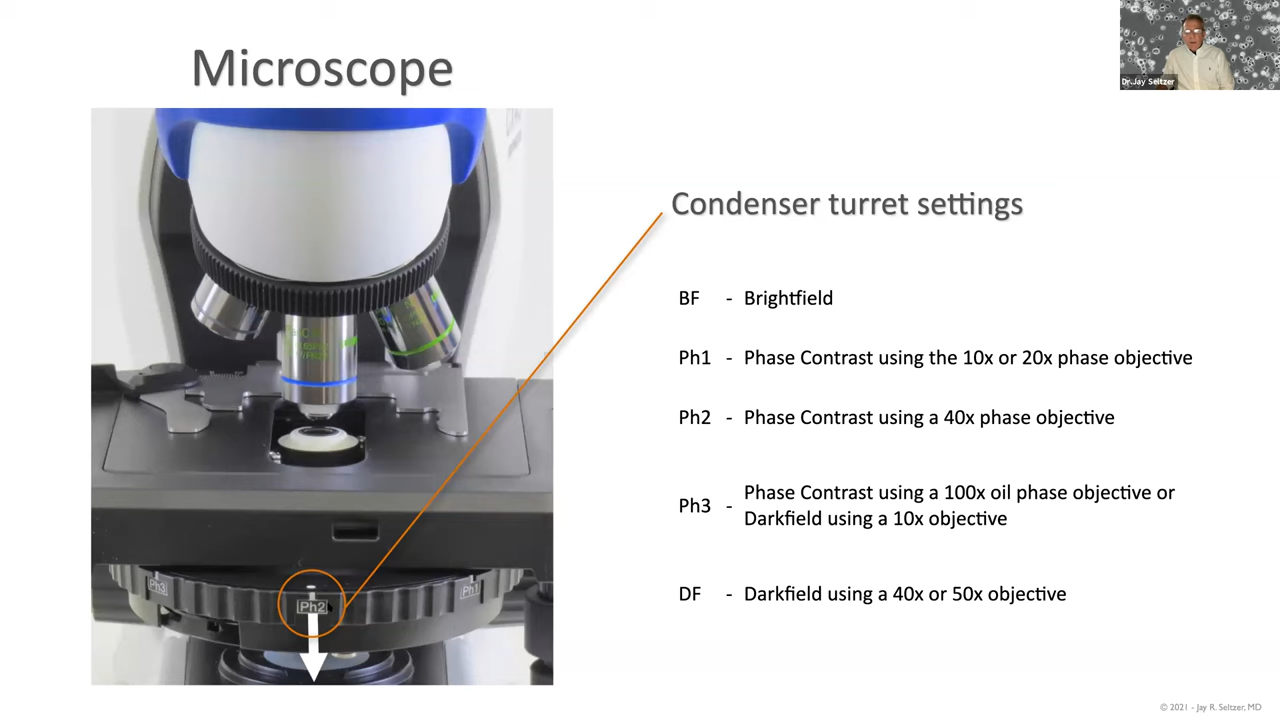 Microscope
Dr.Jay Seltzer
Condenser turret settings
BF - Brightfield
Ph1 - Phase Contrast using the 10x or 20x phase objective
Ph2 - Phase Contrast using a 40x phase objective
Ph3 - Phase Contrast using a 100x oil phase objective or
Darkfield using a 10x objective
DF - Darkfield using a 40x or 50x objective
Ph3
Ph2
Ph1
© 2021 - Jay R. Seltzer, MD